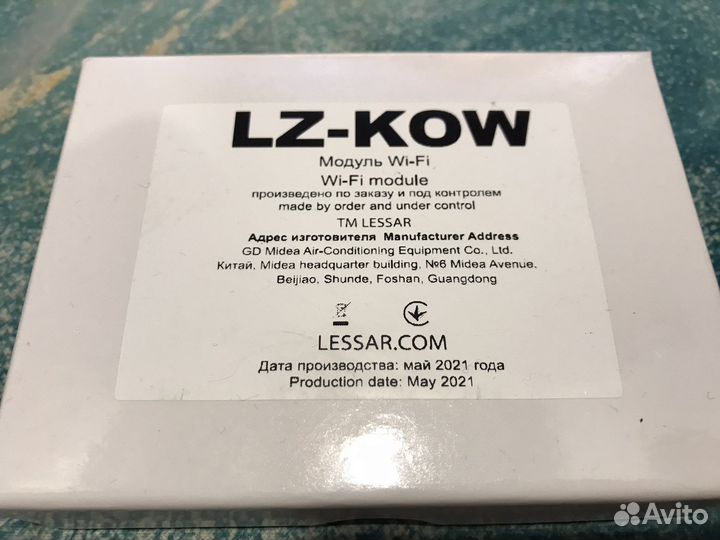 LZ-KOW
Модуль Wi-Fi
Wi-Fi module
произведено по заказу и под контролем
made by order and under control
TM LESSAR
Адрес изготовителя Manufacturer Address
GD Midea Air-Conditioning Equipment Co., Ltd.
Китай, Midea headquarter building, №6 Midea Avenue,
Beijiao, Shunde, Foshan, Guangdong
LESSAR.COM
Дата производства: май 2021 года
Production date: May 2021
Avito